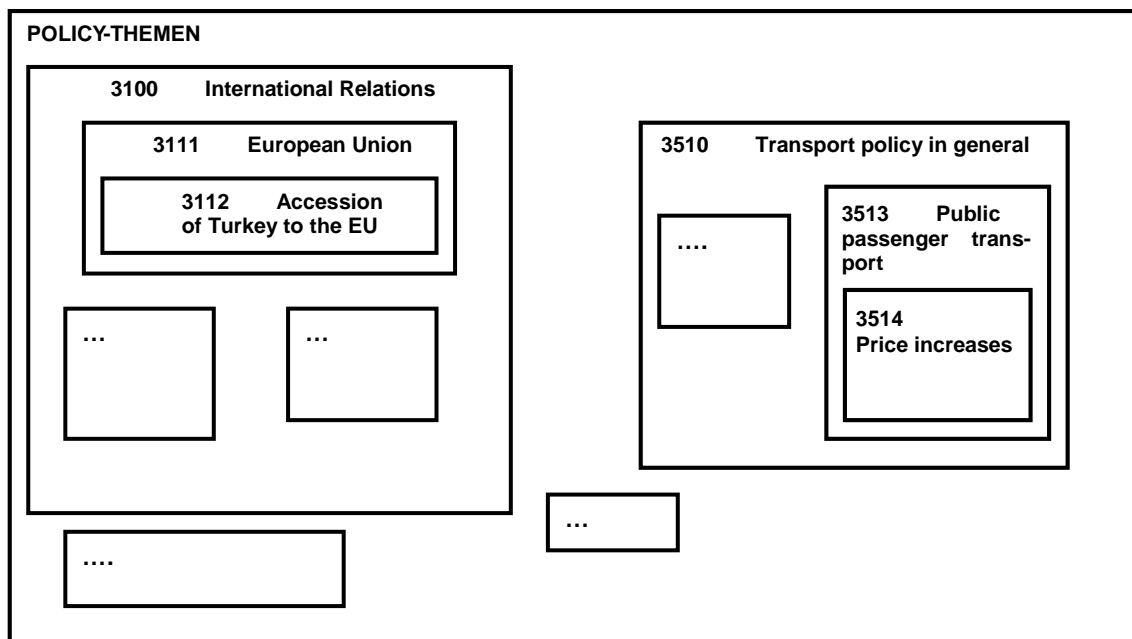 POLICY-THEMEN
3100 International Relations
3111 European Union
3112 Accession
of Turkey to the EU
...
...
3510 Transport policy in general
....
3513 Public
passenger trans-
port
3514
Price increases
...
....